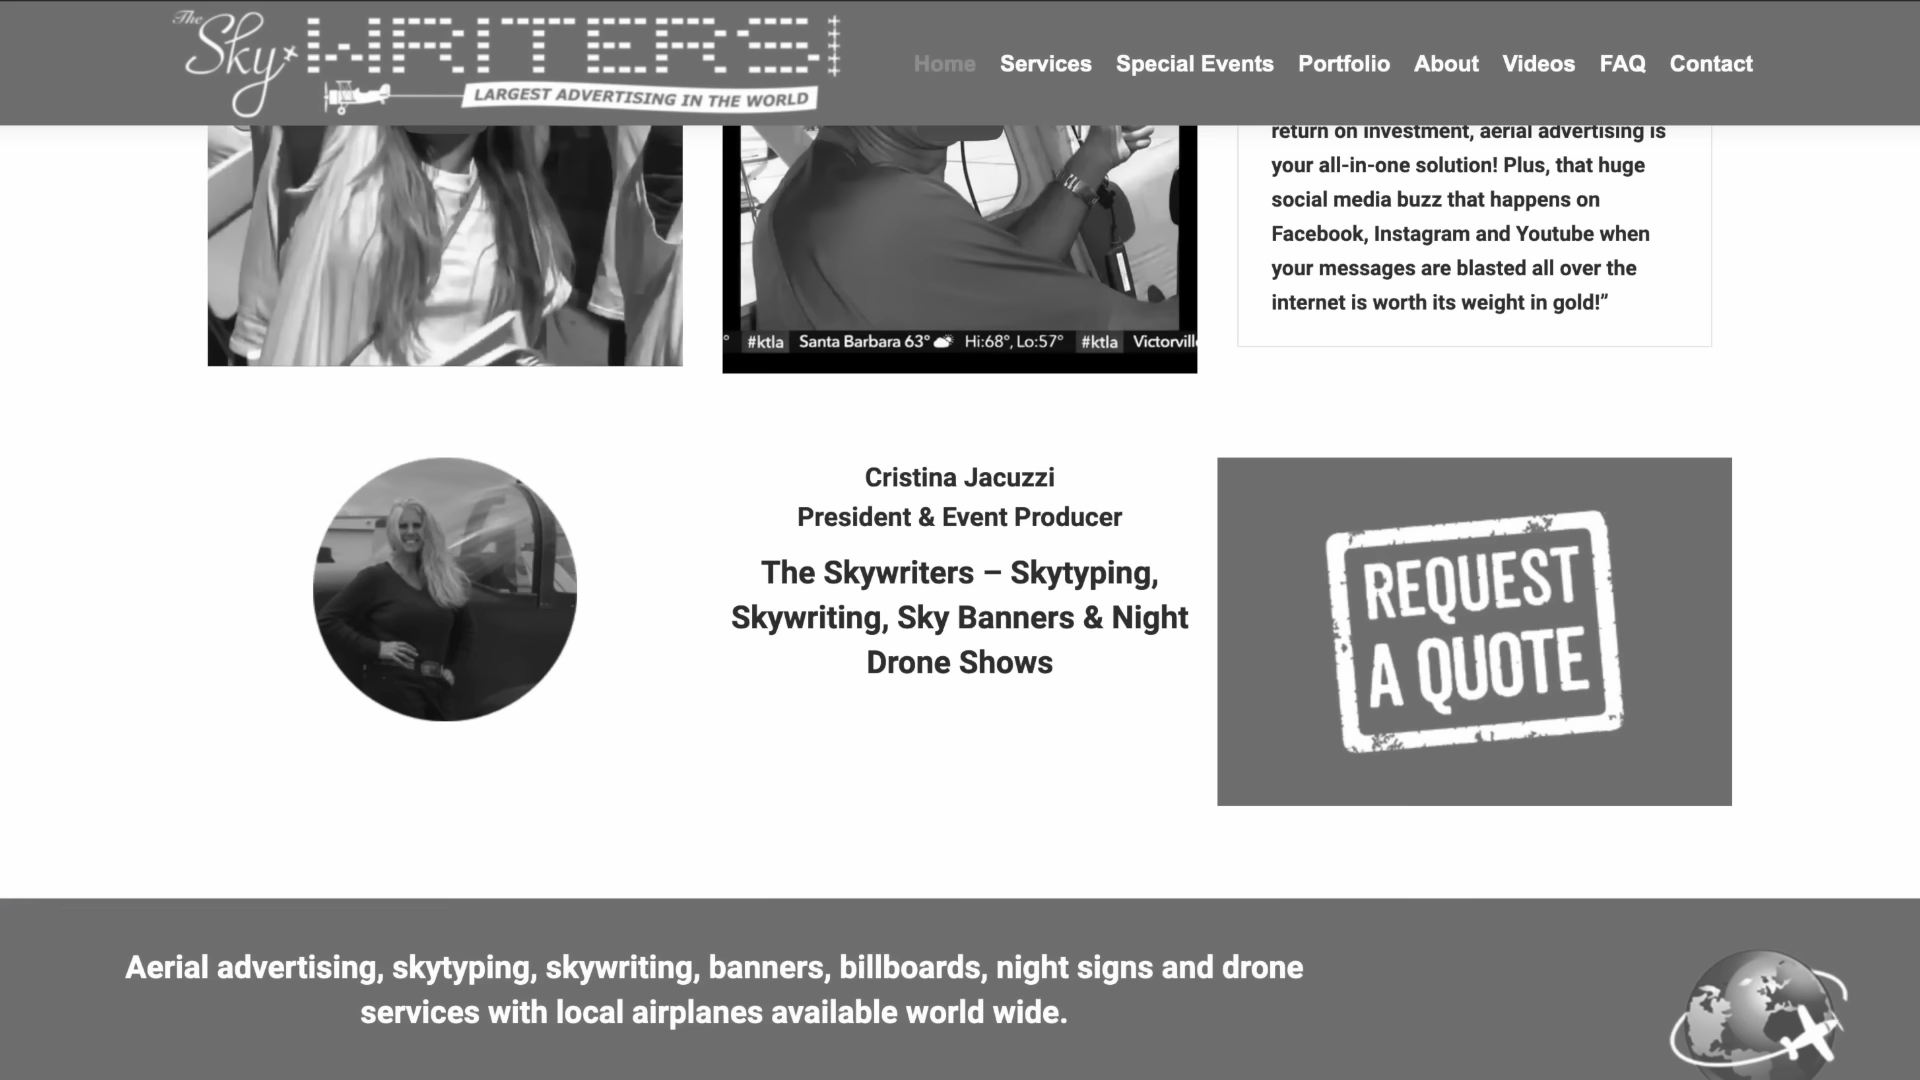 The
Sky WRITERS
LARGEST ADVERTISING IN THE WORLD
Home Services Special Events Portfolio About Videos FAQ Contact
return on investment, aerial advertising is
your all-in-one solution! Plus, that huge
social media buzz that happens on
Facebook, Instagram and Youtube when
your messages are blasted all over the
internet is worth its weight in gold!”
° #ktla Santa Barbara 63° Hi:68°, Lo:57° #ktla Victorvill
Cristina Jacuzzi
President & Event Producer
The Skywriters – Skytyping,
Skywriting, Sky Banners & Night
Drone Shows
REQUEST
A QUOTE
Aerial advertising, skytyping, skywriting, banners, billboards, night signs and drone
services with local airplanes available world wide.